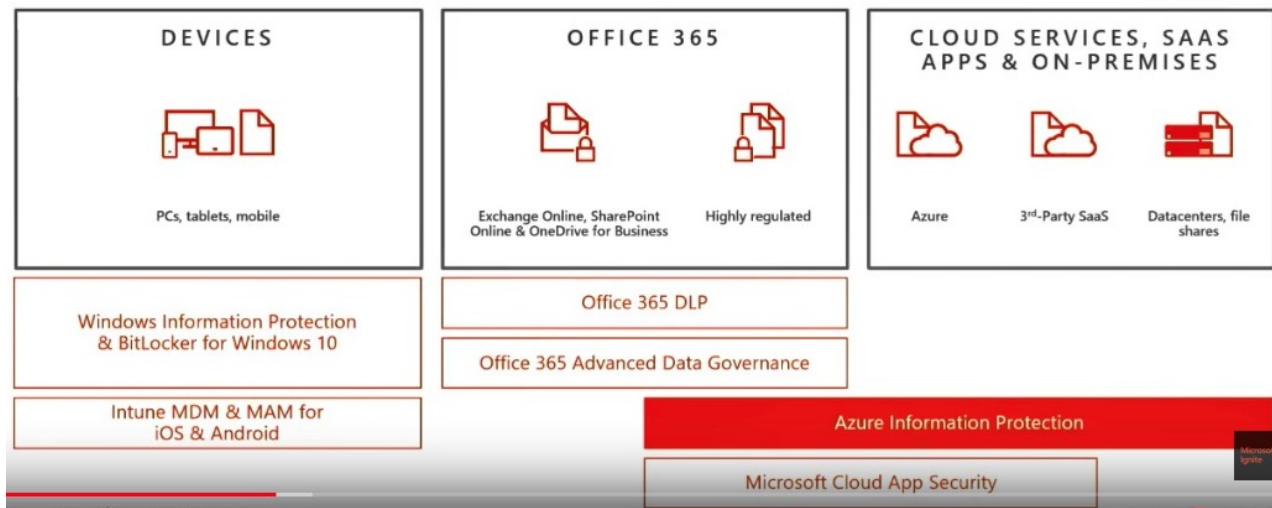 DEVICES
PCs, tablets, mobile
OFFICE 365
Exchange Online, SharePoint
Online & OneDrive for Business
Highly regulated
CLOUD SERVICES, SAAS
APPS & ON-PREMISES
Azure
3rd-Party SaaS
Datacenters, file
shares
Windows Information Protection
& BitLocker for Windows 10
Intune MDM & MAM for
iOS & Android
Office 365 DLP
Office 365 Advanced Data Governance
Azure Information Protection
Microsoft Cloud App Security
Microsoft
Ignite